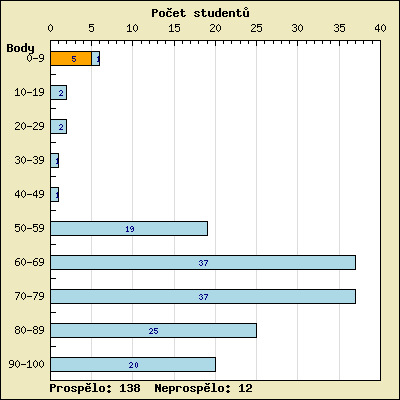 Počet studentů
0 5 10 15 20 25 30 35 40
Body
0-9 5 1
10-19 2
20-29 2
30-39 1
40-49 1
50-59 19
60-69 37
70-79 37
80-89 25
90-100 20
Prospělo: 138 Neprospělo: 12